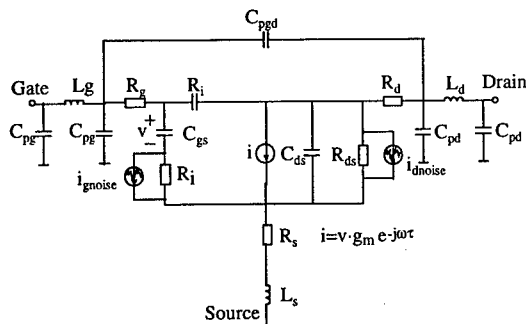 Cpgd
Gate Lg Rg Ri Rd Ld Drain
Cpg Cpg v + - Cgs i Cds Rds Cpd Cpd
ignoise Ri idnoise
Rs i=v·gm e-jωτ
Ls
Source